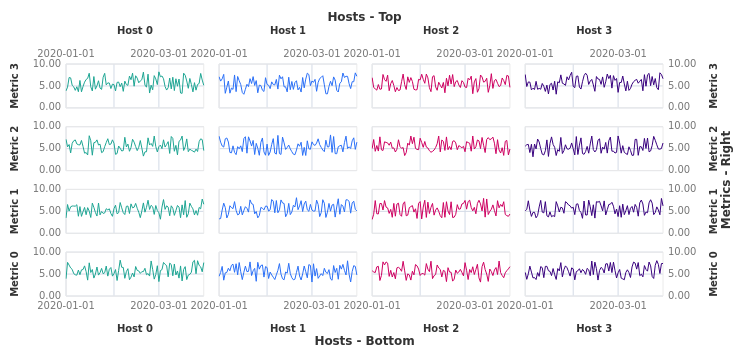 Hosts - Top
Host 0 Host 1 Host 2 Host 3
2020-01-01 2020-03-01 2020-01-01 2020-03-01 2020-01-01 2020-03-01 2020-01-01 2020-03-01
Metric 3 10.00 5.00 0.00 10.00 5.00 0.00 Metric 3
Metric 2 10.00 5.00 0.00 10.00 5.00 0.00 Metric 2
Metrics - Right
Metric 1 10.00 5.00 0.00 10.00 5.00 0.00 Metric 1
Metric 0 10.00 5.00 0.00 10.00 5.00 0.00 Metric 0
2020-01-01 2020-03-01 2020-01-01 2020-03-01 2020-01-01 2020-03-01 2020-01-01 2020-03-01
Host 0 Host 1 Host 2 Host 3
Hosts - Bottom